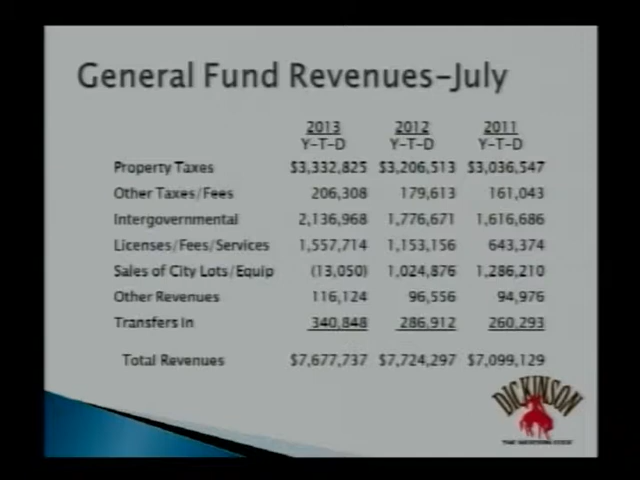 General Fund Revenues-July
2013 2012 2011
Y-T-D Y-T-D Y-T-D
Property Taxes $3,332,825 $3,206,513 $3,036,547
Other Taxes/Fees 206,308 179,613 161,043
Intergovernmental 2,136,968 1,776,671 1,616,686
Licenses/Fees/Services 1,557,714 1,153,156 643,374
Sales of City Lots/Equip (13,050) 1,024,876 1,286,210
Other Revenues 116,124 96,556 94,976
Transfers In 340,848 286,912 260,293
Total Revenues $7,677,737 $7,724,297 $7,099,129
DICKINSON